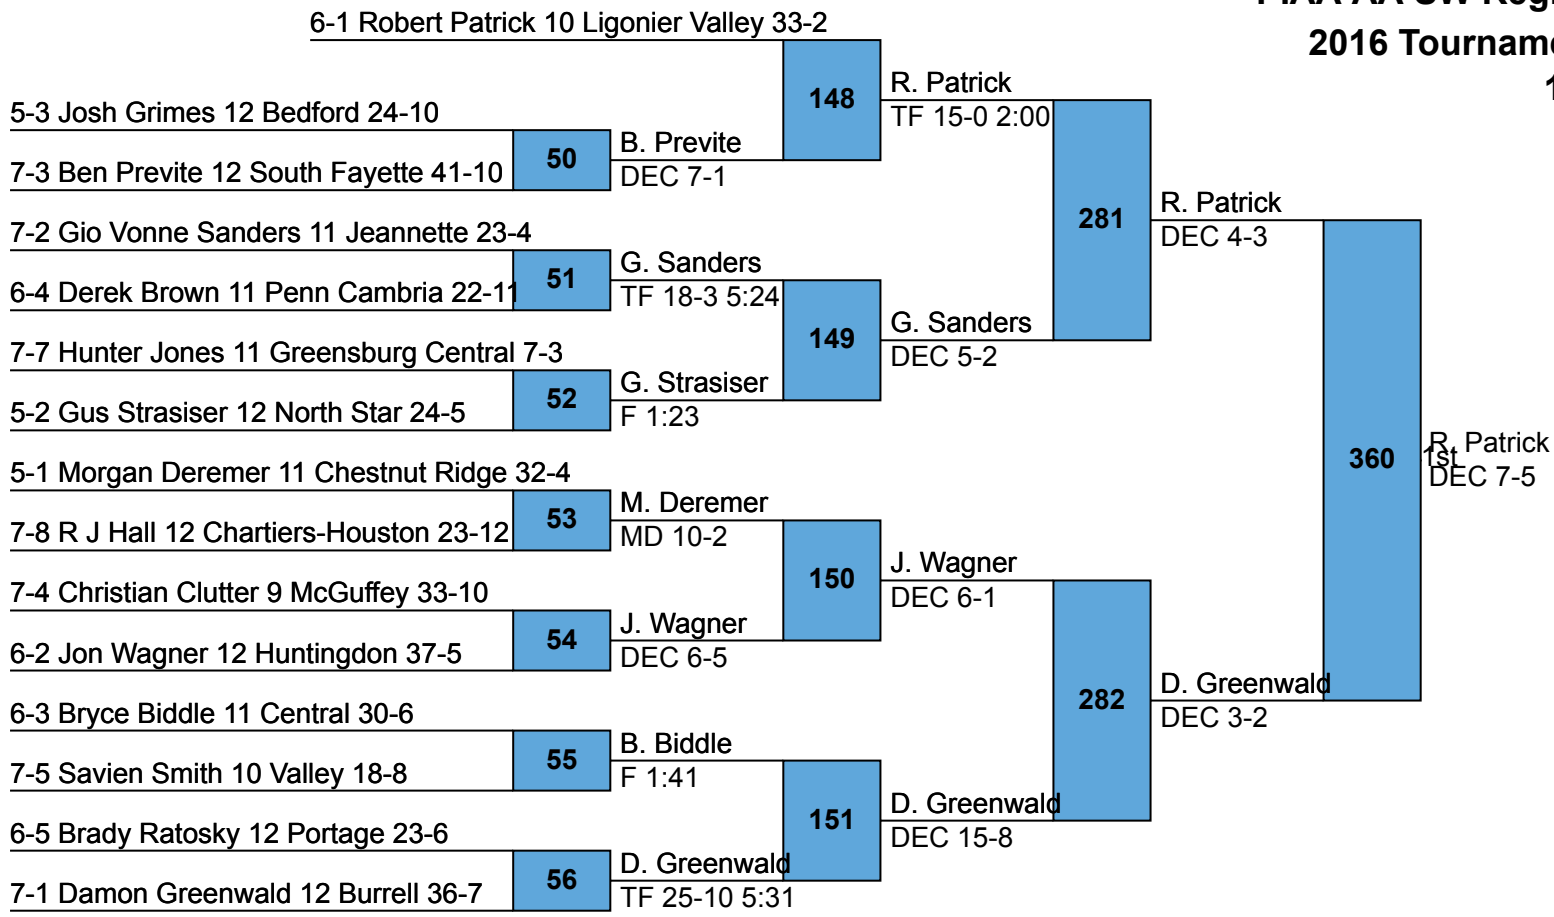 2016 Tourname
6-1 Robert Patrick 10 Ligonier Valley 33-2
148
R. Patrick
TF 15-0 2:00
5-3 Josh Grimes 12 Bedford 24-10
50
B. Previte
DEC 7-1
7-3 Ben Previte 12 South Fayette 41-10
281
R. Patrick
DEC 4-3
7-2 Gio Vonne Sanders 11 Jeannette 23-4
51
G. Sanders
TF 18-3 5:24
6-4 Derek Brown 11 Penn Cambria 22-11
149
G. Sanders
DEC 5-2
7-7 Hunter Jones 11 Greensburg Central 7-3
52
G. Strasiser
F 1:23
5-2 Gus Strasiser 12 North Star 24-5
360
1st
R. Patrick
DEC 7-5
5-1 Morgan Deremer 11 Chestnut Ridge 32-4
53
M. Deremer
MD 10-2
7-8 R J Hall 12 Chartiers-Houston 23-12
150
J. Wagner
DEC 6-1
7-4 Christian Clutter 9 McGuffey 33-10
54
J. Wagner
DEC 6-5
6-2 Jon Wagner 12 Huntingdon 37-5
282
D. Greenwald
DEC 3-2
6-3 Bryce Biddle 11 Central 30-6
55
B. Biddle
F 1:41
7-5 Savien Smith 10 Valley 18-8
151
D. Greenwald
DEC 15-8
6-5 Brady Ratosky 12 Portage 23-6
56
D. Greenwald
TF 25-10 5:31
7-1 Damon Greenwald 12 Burrell 36-7